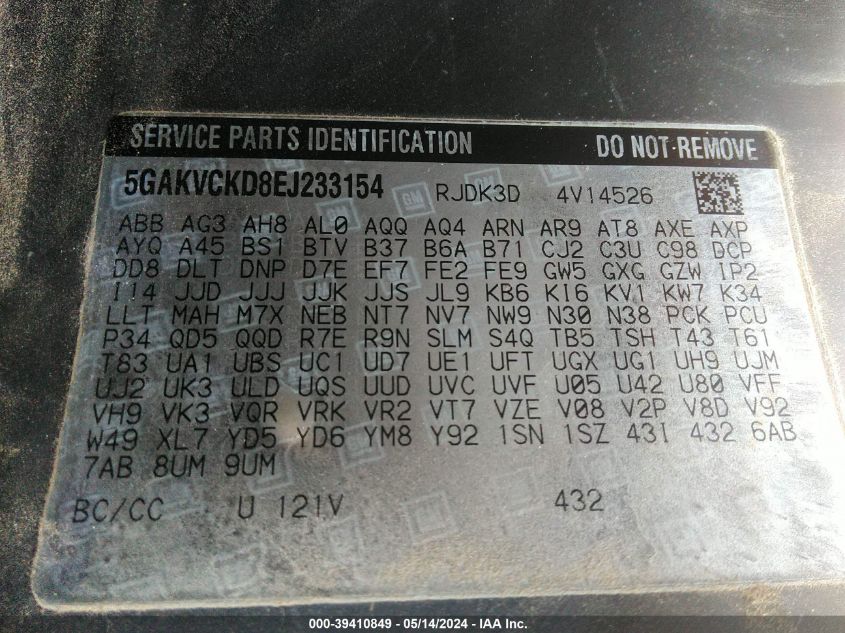 SERVICE PARTS IDENTIFICATION DO NOT REMOVE
5GAKVCKD8EJ233154 RJDK3D 4V14526
ABB AG3 AH8 AL0 AQQ AQ4 ARN AR9 AT8 AXE AXP
AYQ A45 BS1 BTV B37 B6A B71 CJ2 C3U C98 DCP
DD8 DLT DNP D7E EF7 FE2 FE9 GW5 GXG GZW IP2
I14 JJD JJJ JJK JJS JL9 KB6 KI6 KV1 KW7 K34
LLT MAH M7X NEB NT7 NV7 NW9 N30 N38 PCK PCU
P34 QD5 QQD R7E R9N SLM S4Q TB5 TSH T43 T61
T83 UA1 UBS UC1 UD7 UE1 UFT UGX UG1 UH9 UJM
UJ2 UK3 ULD UQS UUD UVC UVF U05 U42 U80 VFF
VH9 VK3 VQR VRK VR2 VT7 VZE V08 V2P V8D V92
W49 XL7 YD5 YD6 YM8 Y92 1SN 1SZ 431 432 6AB
7AB 8UM 9UM
BC/CC U 121V 432
000-39410849 / 05/14/2024 - IAA Inc.